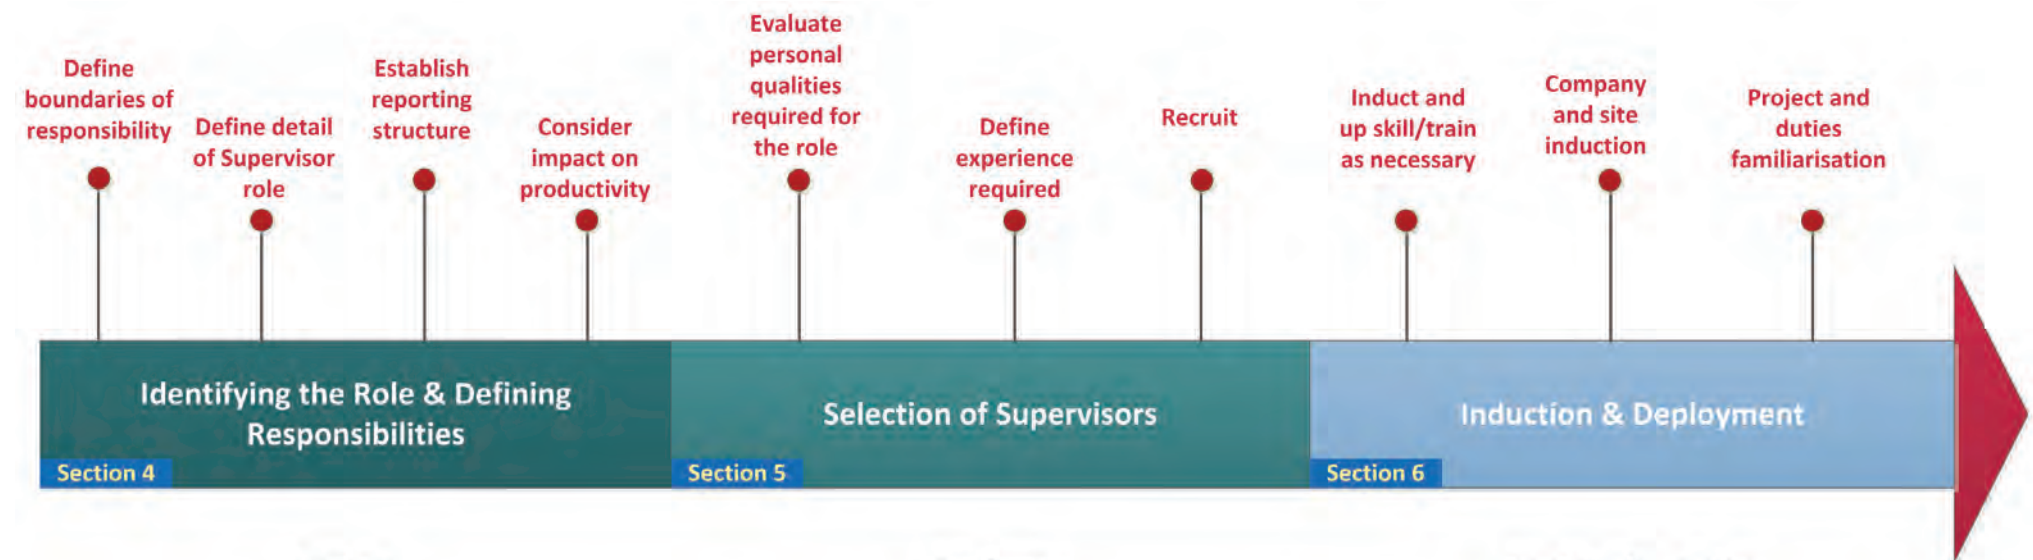 Define
boundaries of
responsibility
Define detail
of Supervisor
role
Establish
reporting
structure
Consider
impact on
productivity
Evaluate
personal
qualities
required for
the role
Define
experience
required
Recruit
Induct and
up skill/train
as necessary
Company
and site
induction
Project and
duties
familiarisation
Identifying the Role & Defining
Responsibilities
Section 4
Selection of Supervisors
Section 5
Induction & Deployment
Section 6